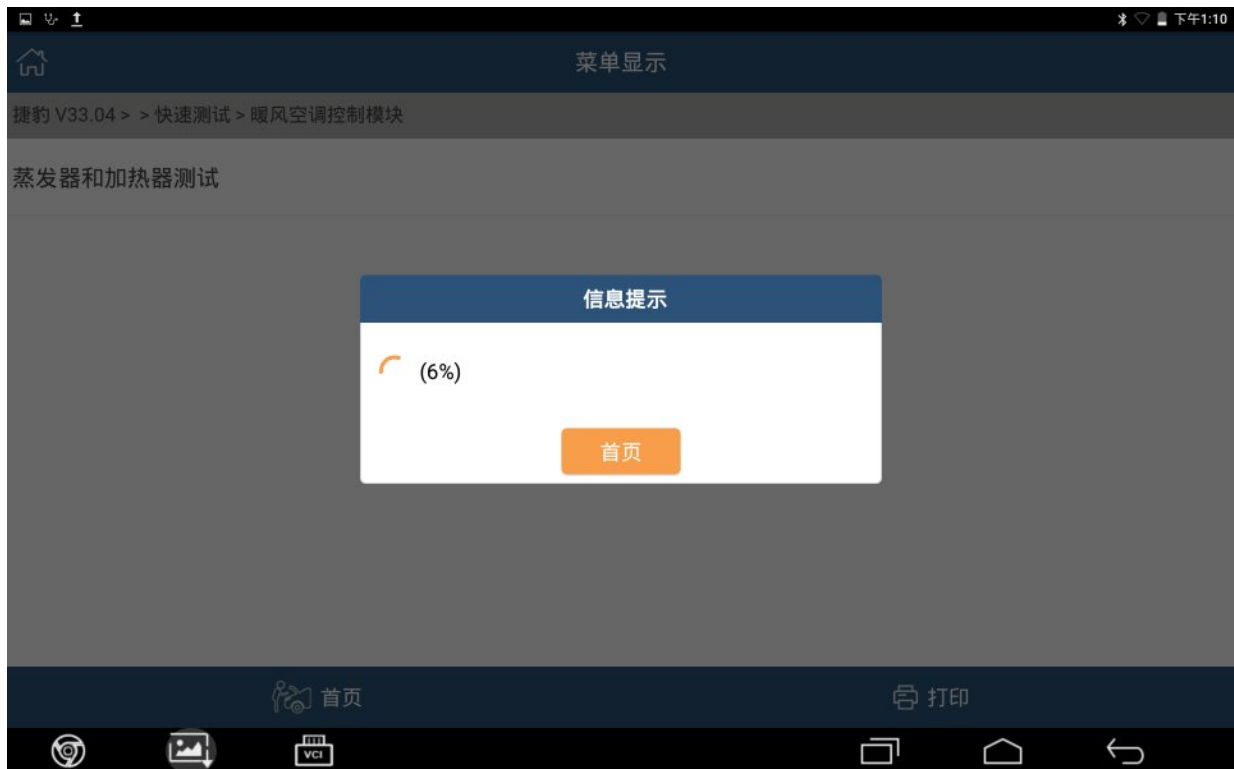 下午1:10
菜单显示
捷豹 V33.04 > > 快速测试 > 暖风空调控制模块
蒸发器和加热器测试
信息提示
(6%)
首页
首页
打印
VCI